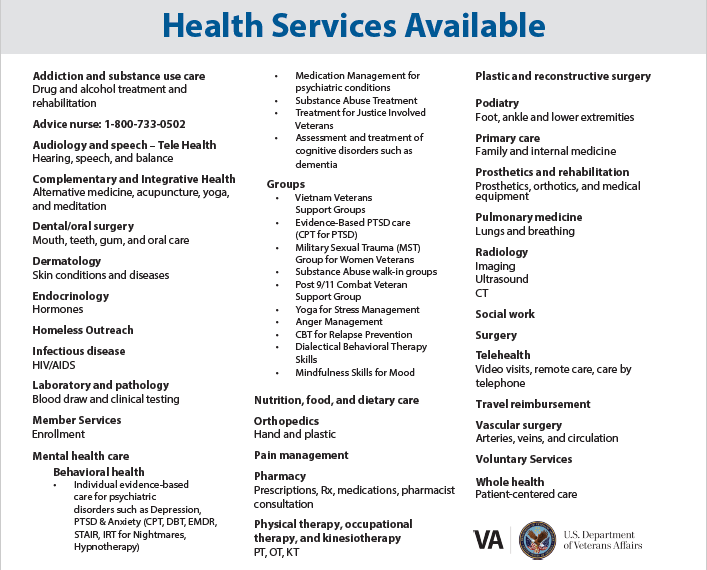 Health Services Available
Addiction and substance use care
Drug and alcohol treatment and
rehabilitation
Advice nurse: 1-800-733-0502
Audiology and speech – Tele Health
Hearing, speech, and balance
Complementary and Integrative Health
Alternative medicine, acupuncture, yoga,
and meditation
Dental/oral surgery
Mouth, teeth, gum, and oral care
Dermatology
Skin conditions and diseases
Endocrinology
Hormones
Homeless Outreach
Infectious disease
HIV/AIDS
Laboratory and pathology
Blood draw and clinical testing
Member Services
Enrollment
Mental health care
Behavioral health
• Individual evidence-based
care for psychiatric
disorders such as Depression,
PTSD & Anxiety (CPT, DBT, EMDR,
STAIR, IRT for Nightmares,
Hypnotherapy)
• Medication Management for
psychiatric conditions
• Substance Abuse Treatment
• Treatment for Justice Involved
Veterans
• Assessment and treatment of
cognitive disorders such as
dementia
Groups
• Vietnam Veterans
Support Groups
• Evidence-Based PTSD care
(CPT for PTSD)
• Military Sexual Trauma (MST)
Group for Women Veterans
• Substance Abuse walk-in groups
• Post 9/11 Combat Veteran
Support Group
• Yoga for Stress Management
• Anger Management
• CBT for Relapse Prevention
• Dialectical Behavioral Therapy
Skills
• Mindfulness Skills for Mood
Nutrition, food, and dietary care
Orthopedics
Hand and plastic
Pain management
Pharmacy
Prescriptions, Rx, medications, pharmacist
consultation
Physical therapy, occupational
therapy, and kinesiotherapy
PT, OT, KT
Plastic and reconstructive surgery
Podiatry
Foot, ankle and lower extremities
Primary care
Family and internal medicine
Prosthetics and rehabilitation
Prosthetics, orthotics, and medical
equipment
Pulmonary medicine
Lungs and breathing
Radiology
Imaging
Ultrasound
CT
Social work
Surgery
Telehealth
Video visits, remote care, care by
telephone
Travel reimbursement
Vascular surgery
Arteries, veins, and circulation
Voluntary Services
Whole health
Patient-centered care
VA
U.S. Department
of Veterans Affairs